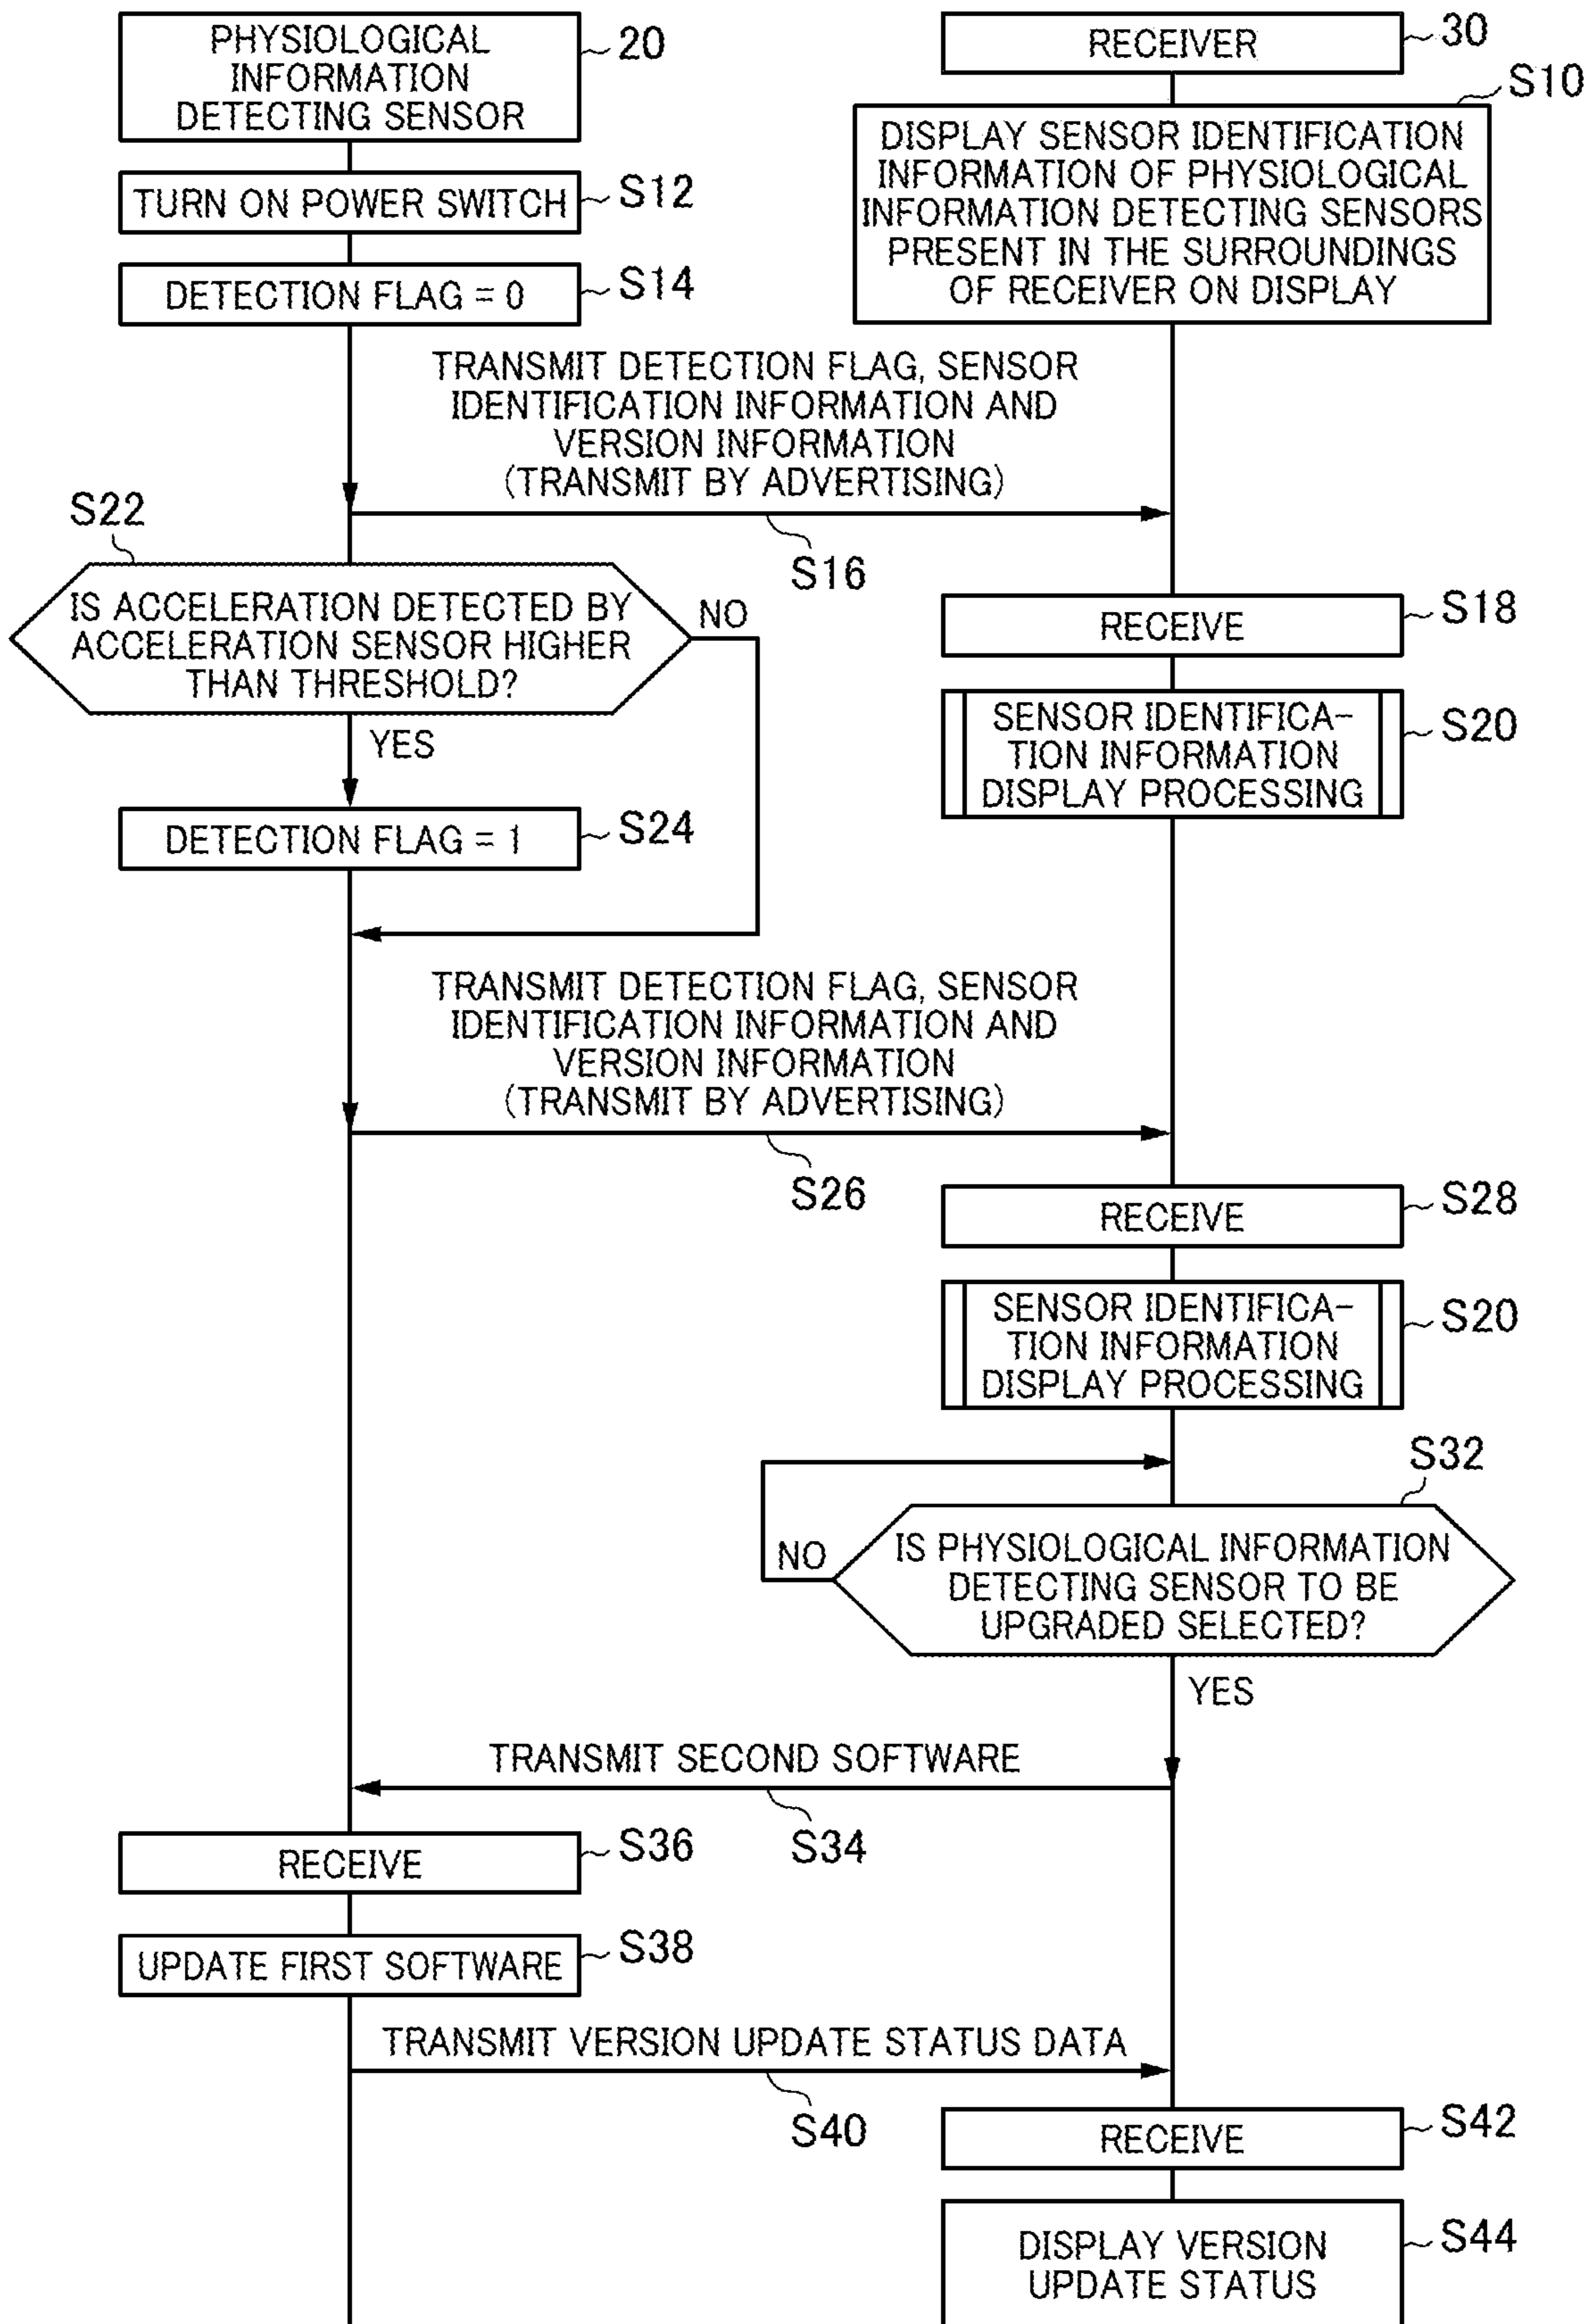 PHYSIOLOGICAL
INFORMATION
DETECTING SENSOR
20
RECEIVER
30
S10
DISPLAY SENSOR IDENTIFICATION
INFORMATION OF PHYSIOLOGICAL
INFORMATION DETECTING SENSORS
PRESENT IN THE SURROUNDINGS
OF RECEIVER ON DISPLAY
TURN ON POWER SWITCH
S12
DETECTION FLAG = 0
S14
TRANSMIT DETECTION FLAG, SENSOR
IDENTIFICATION INFORMATION AND
VERSION INFORMATION
(TRANSMIT BY ADVERTISING)
S16
S22
IS ACCELERATION DETECTED BY
ACCELERATION SENSOR HIGHER
THAN THRESHOLD?
NO
YES
RECEIVE
S18
SENSOR IDENTIFICA-
TION INFORMATION
DISPLAY PROCESSING
S20
DETECTION FLAG = 1
S24
TRANSMIT DETECTION FLAG, SENSOR
IDENTIFICATION INFORMATION AND
VERSION INFORMATION
(TRANSMIT BY ADVERTISING)
S26
RECEIVE
S28
SENSOR IDENTIFICA-
TION INFORMATION
DISPLAY PROCESSING
S20
S32
NO
IS PHYSIOLOGICAL INFORMATION
DETECTING SENSOR TO BE
UPGRADED SELECTED?
YES
TRANSMIT SECOND SOFTWARE
S34
RECEIVE
S36
UPDATE FIRST SOFTWARE
S38
TRANSMIT VERSION UPDATE STATUS DATA
S40
RECEIVE
S42
DISPLAY VERSION
UPDATE STATUS
S44